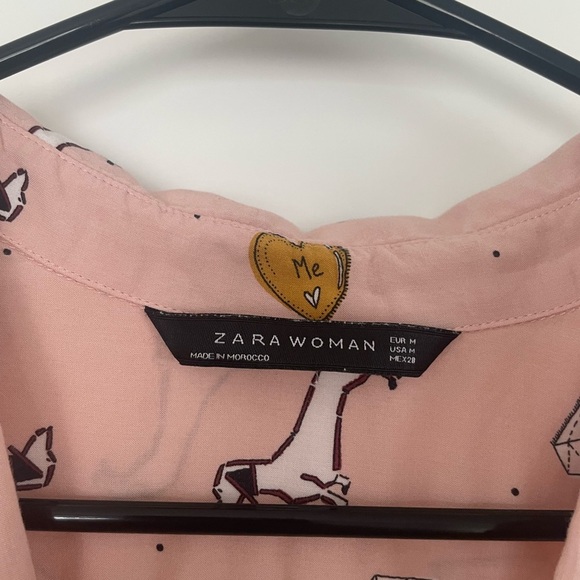 Me
ZARA WOMAN
MADE IN MOROCCO
EUR M
USA M
MEX 28